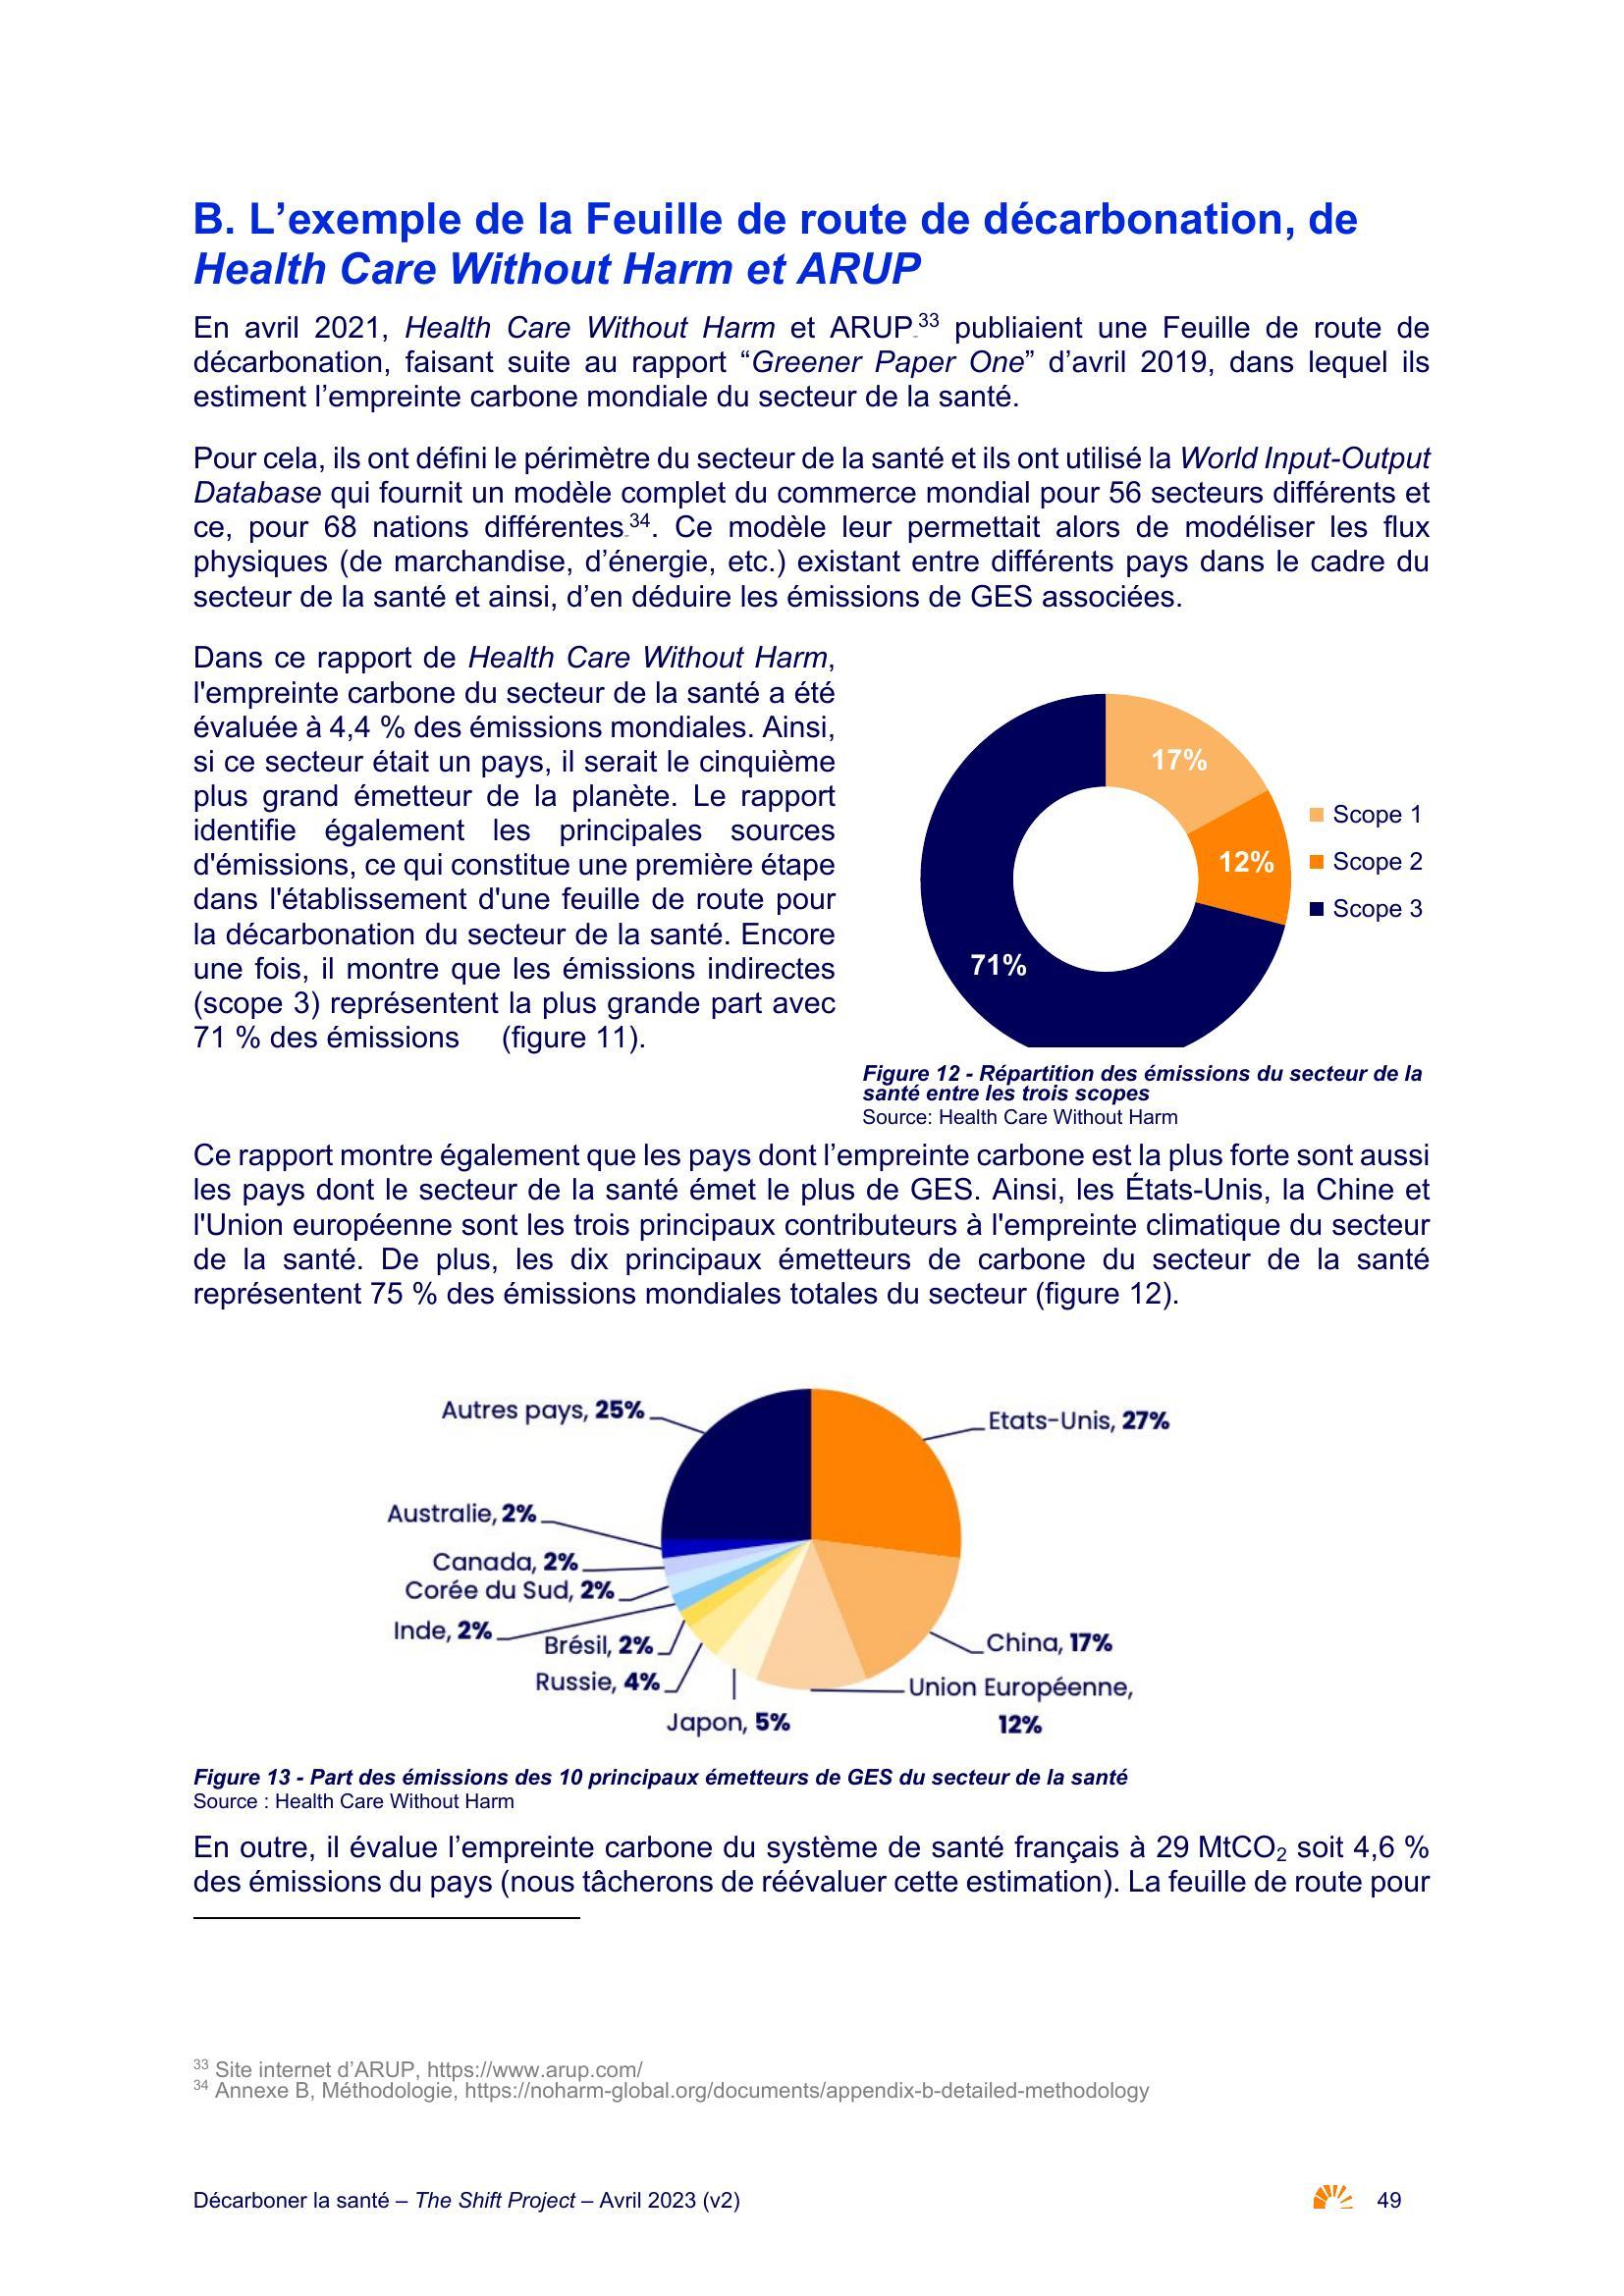 B. L’exemple de la Feuille de route de décarbonation, de
Health Care Without Harm et ARUP
En avril 2021, Health Care Without Harm et ARUP 33 publiaient une Feuille de route de
décarbonation, faisant suite au rapport “Greener Paper One” d’avril 2019, dans lequel ils
estiment l’empreinte carbone mondiale du secteur de la santé.
Pour cela, ils ont défini le périmètre du secteur de la santé et ils ont utilisé la World Input-Output
Database qui fournit un modèle complet du commerce mondial pour 56 secteurs différents et
ce, pour 68 nations différentes 34. Ce modèle leur permettait alors de modéliser les flux
physiques (de marchandise, d’énergie, etc.) existant entre différents pays dans le cadre du
secteur de la santé et ainsi, d’en déduire les émissions de GES associées.
Dans ce rapport de Health Care Without Harm,
l'empreinte carbone du secteur de la santé a été
évaluée à 4,4 % des émissions mondiales. Ainsi,
si ce secteur était un pays, il serait le cinquième
plus grand émetteur de la planète. Le rapport
identifie également les principales sources
d'émissions, ce qui constitue une première étape
dans l'établissement d'une feuille de route pour
la décarbonation du secteur de la santé. Encore
une fois, il montre que les émissions indirectes
(scope 3) représentent la plus grande part avec
71 % des émissions (figure 11).
17%
12%
71%
Scope 1
Scope 2
Scope 3
Figure 12 - Répartition des émissions du secteur de la
santé entre les trois scopes
Source: Health Care Without Harm
Ce rapport montre également que les pays dont l’empreinte carbone est la plus forte sont aussi
les pays dont le secteur de la santé émet le plus de GES. Ainsi, les États-Unis, la Chine et
l'Union européenne sont les trois principaux contributeurs à l'empreinte climatique du secteur
de la santé. De plus, les dix principaux émetteurs de carbone du secteur de la santé
représentent 75 % des émissions mondiales totales du secteur (figure 12).
Autres pays, 25%
Etats-Unis, 27%
Australie, 2%
Canada, 2%
Corée du Sud, 2%
Inde, 2%
Brésil, 2%
Russie, 4%
Japon, 5%
China, 17%
Union Européenne,
12%
Figure 13 - Part des émissions des 10 principaux émetteurs de GES du secteur de la santé
Source : Health Care Without Harm
En outre, il évalue l’empreinte carbone du système de santé français à 29 MtCO2 soit 4,6 %
des émissions du pays (nous tâcherons de réévaluer cette estimation). La feuille de route pour
33 Site internet d’ARUP, https://www.arup.com/
34 Annexe B, Méthodologie, https://noharm-global.org/documents/appendix-b-detailed-methodology
Décarboner la santé – The Shift Project – Avril 2023 (v2)
49